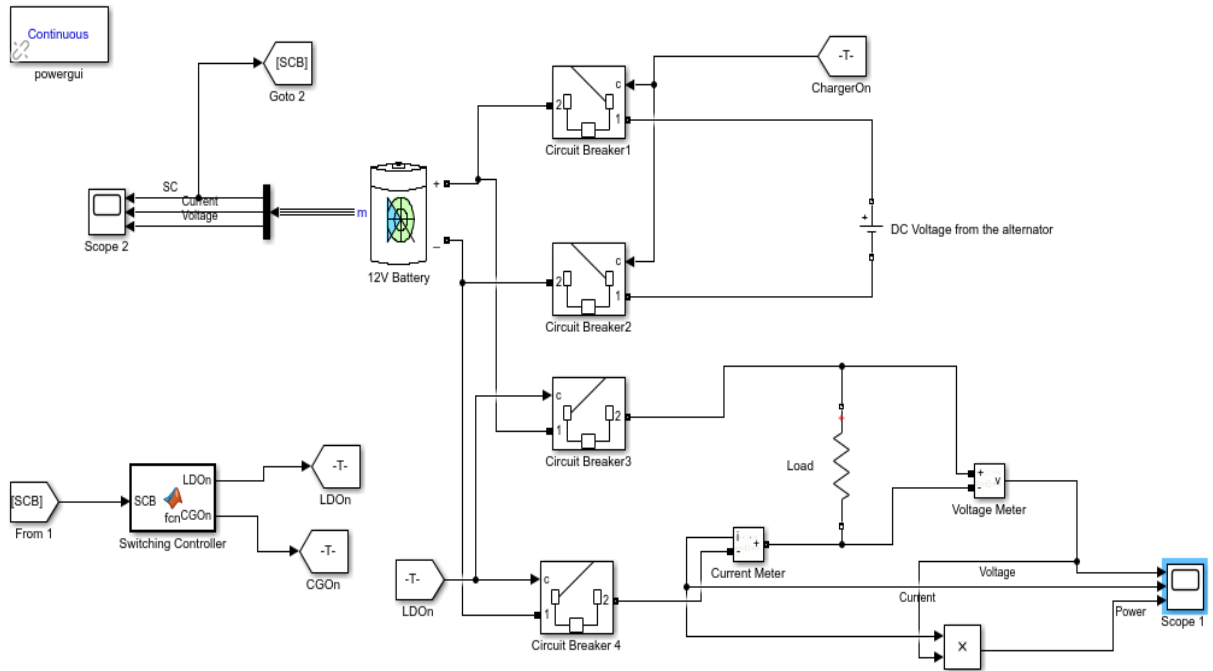 Continuous
powergui
[SCB]
Goto 2
-T-
ChargerOn
c
2
1
Circuit Breaker1
SC
Current
Voltage
Scope 2
m
+
_
12V Battery
+
DC Voltage from the alternator
c
2
1
Circuit Breaker2
c
2
1
Circuit Breaker3
Load
+
-
v
Voltage Meter
[SCB]
From 1
SCB
LDOn
fcn
CGOn
Switching Controller
-T-
LDOn
-T-
CGOn
-T-
LDOn
c
2
1
Circuit Breaker 4
i
+
-
Current Meter
Voltage
Current
Power
Scope 1
×